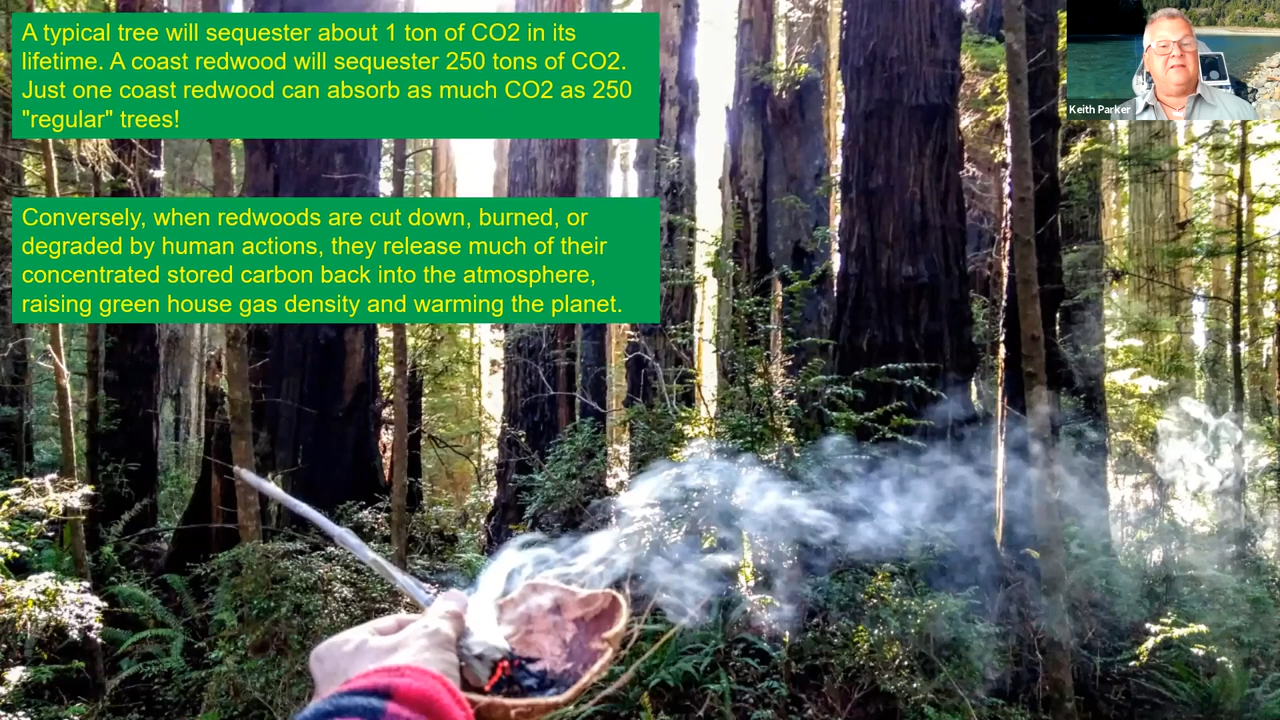 A typical tree will sequester about 1 ton of CO2 in its
lifetime. A coast redwood will sequester 250 tons of CO2.
Just one coast redwood can absorb as much CO2 as 250
"regular" trees!
Conversely, when redwoods are cut down, burned, or
degraded by human actions, they release much of their
concentrated stored carbon back into the atmosphere,
raising green house gas density and warming the planet.
Keith Parker